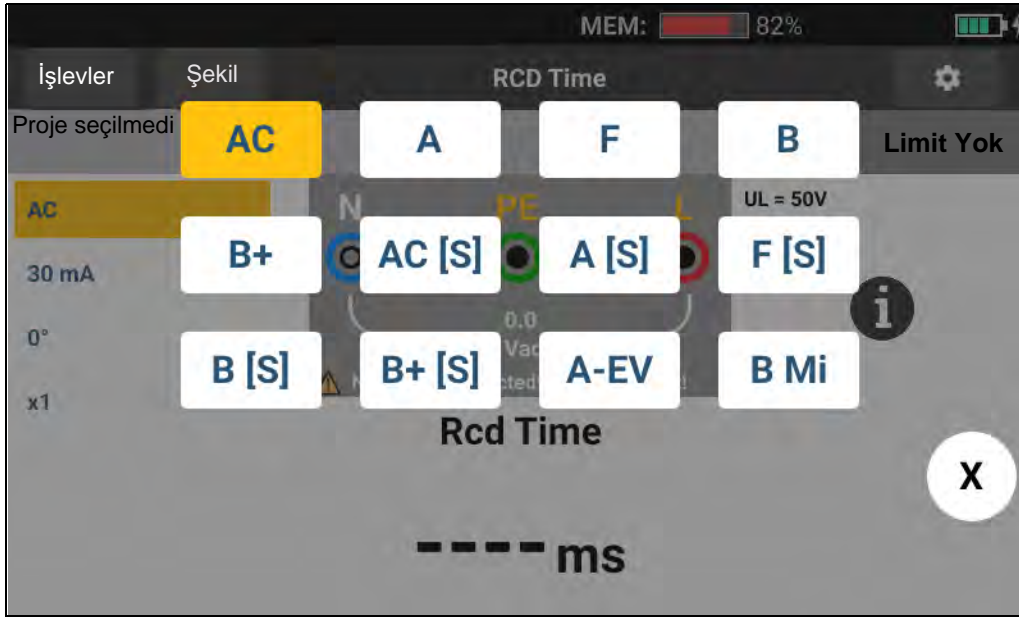 MEM: 82%
İşlevler Şekil RCD Time
Proje seçilmedi AC A F B Limit Yok
AC N PE L UL = 50V
B+ AC [S] A [S] F [S]
30 mA
i
0° 0.0
Vac
B [S] B+ [S] A-EV B Mi
x1
Rcd Time
X
---- ms